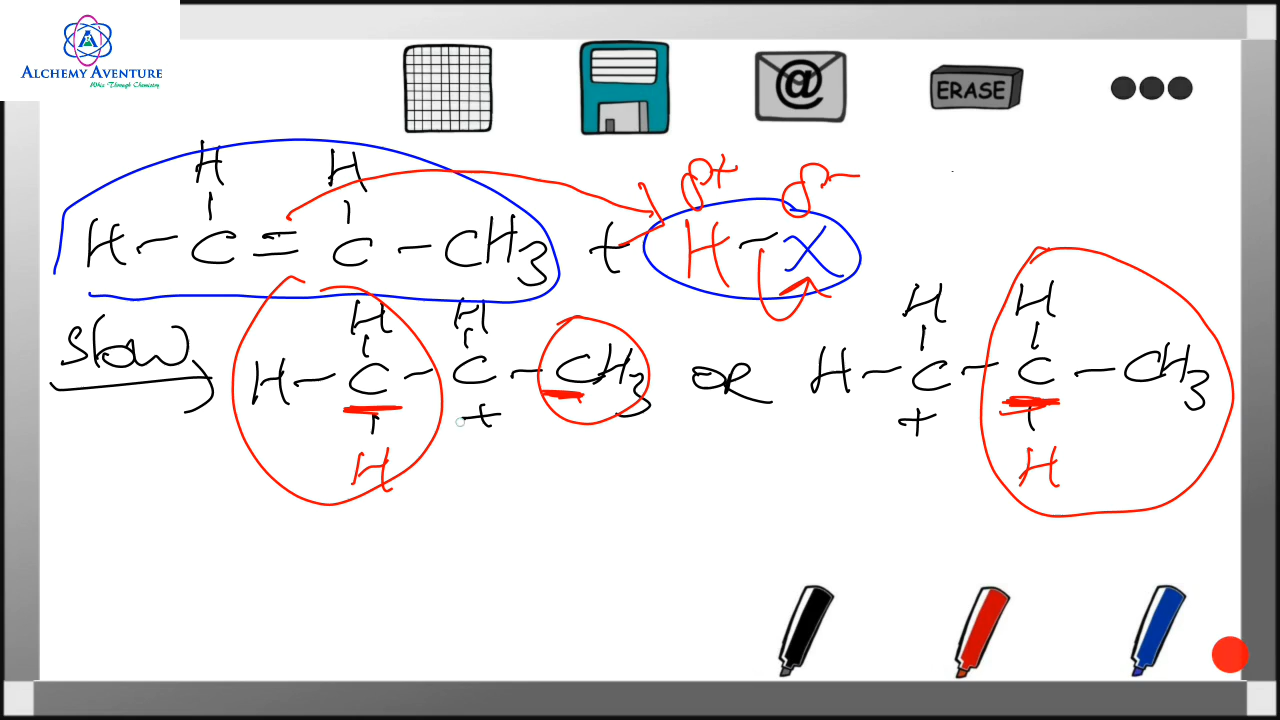 ALCHEMY AVENTURE
ERASE
H H δ+ δ-
H - C = C - CH3 + H - X
H H H H
Slow H - C - C - CH3 OR H - C - C - CH3
+ +
H H